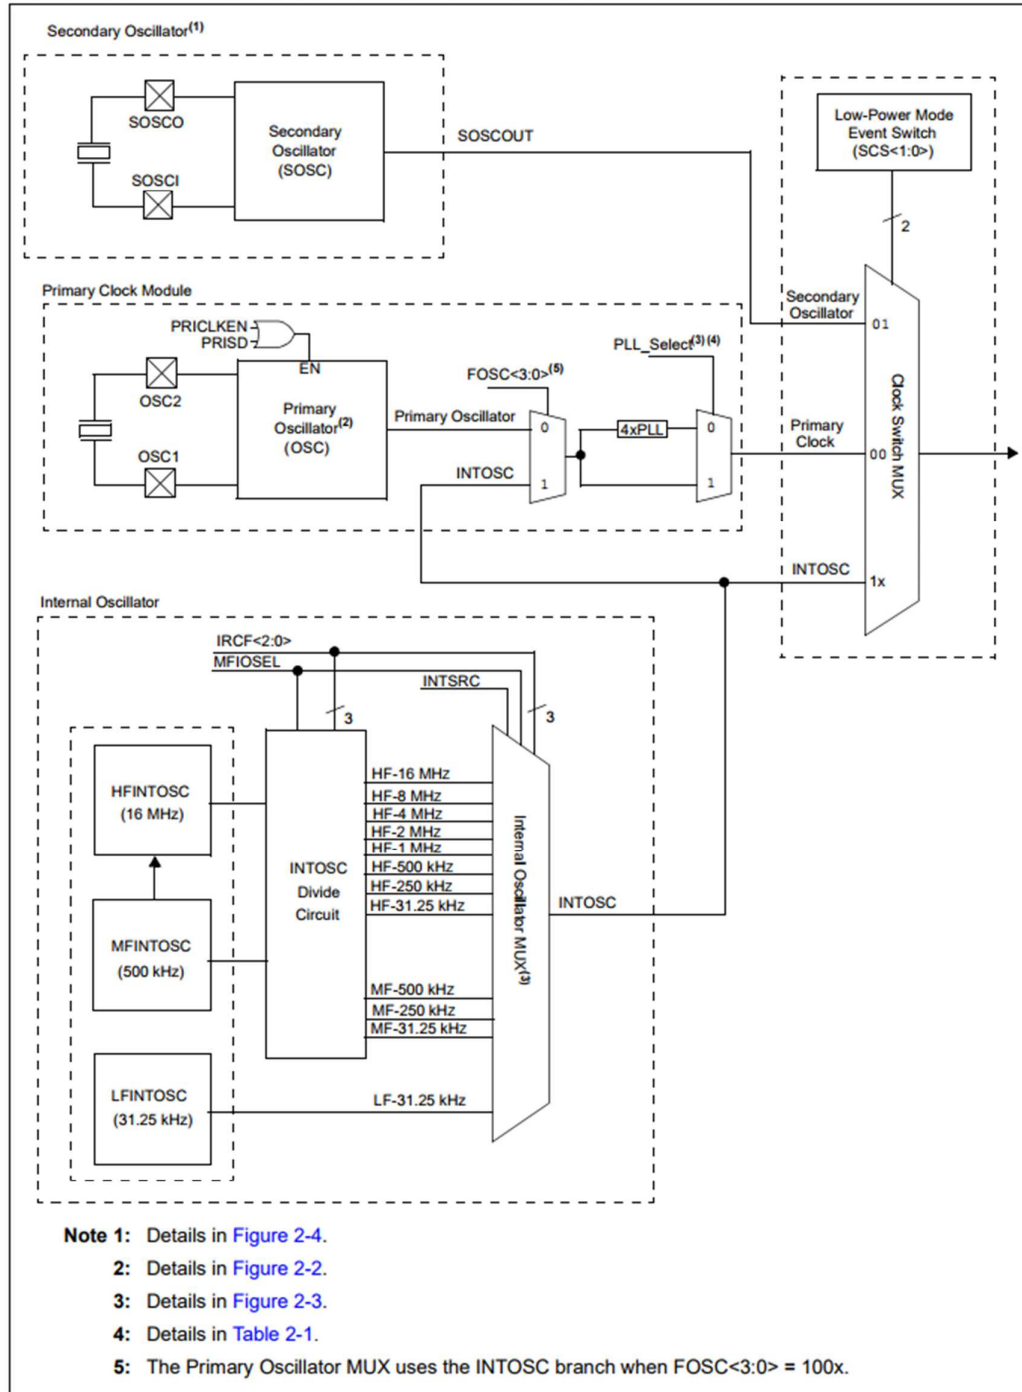 Secondary Oscillator(1)
SOSCO
SOSCI
Secondary
Oscillator
(SOSC)
SOSCOUT
Low-Power Mode
Event Switch
(SCS<1:0>)
2
Secondary
Oscillator
01
Primary Clock Module
PRICLKEN
PRISD
EN
OSC2
OSC1
Primary
Oscillator(2)
(OSC)
Primary Oscillator
INTOSC
FOSC<3:0>(5)
0
1
4xPLL
PLL_Select(3) (4)
0
1
Primary
Clock
00
Clock Switch MUX
INTOSC
1x
Internal Oscillator
IRCF<2:0>
MFIOSEL
INTSRC
3
3
HFINTOSC
(16 MHz)
MFINTOSC
(500 kHz)
LFINTOSC
(31.25 kHz)
INTOSC
Divide
Circuit
HF-16 MHz
HF-8 MHz
HF-4 MHz
HF-2 MHz
HF-1 MHz
HF-500 kHz
HF-250 kHz
HF-31.25 kHz
MF-500 kHz
MF-250 kHz
MF-31.25 kHz
LF-31.25 kHz
Internal Oscillator MUX(3)
INTOSC
Note 1: Details in Figure 2-4.
2: Details in Figure 2-2.
3: Details in Figure 2-3.
4: Details in Table 2-1.
5: The Primary Oscillator MUX uses the INTOSC branch when FOSC<3:0> = 100x.